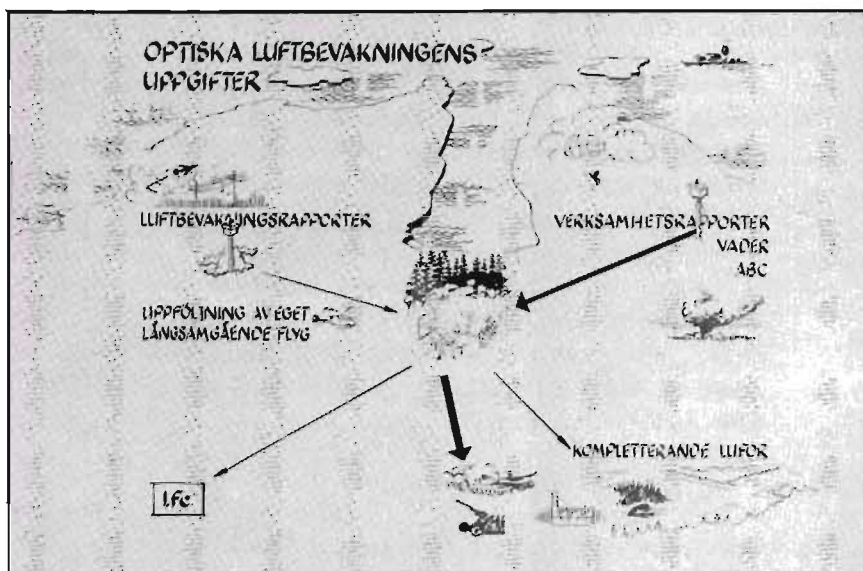 OPTISKA LUFTBEVAKNINGENS
UPPGIFTER
LUFTBEVAKNINGSRAPPORTER
VERKSAMHETSRAPPORTER
VÄDER
ABC
UPPFÖLJNING AV EGET
LÅNGSAMGÅENDE FLYG
KOMPLETTERANDE LUFOR
Lfc